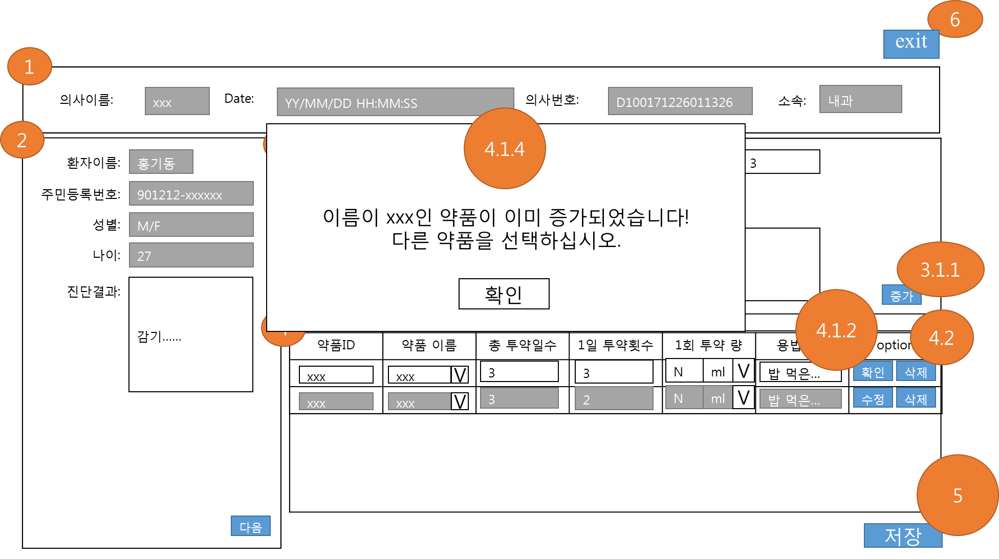 6
exit
1
의사이름:
xxx
Date:
YY/MM/DD HH:MM:SS
의사번호:
D100171226011326
소속:
내과
2
4.1.4
환자이름:
홍기동
3
주민등록번호:
901212-xxxxxx
성별:
M/F
나이:
27
이름이 xxx인 약품이 이미 증가되었습니다!
다른 약품을 선택하십시오.
확인
3.1.1
증가
진단결과:
감기......
4.1.2
4.2
약품ID
약품 이름
총 투약일수
1일 투약횟수
1회 투약 량
용법
option
xxx
xxx
V
3
3
N
ml
V
밥 먹은...
확인
삭제
xxx
xxx
V
3
2
N
ml
V
밥 먹은...
수정
삭제
5
다음
저장